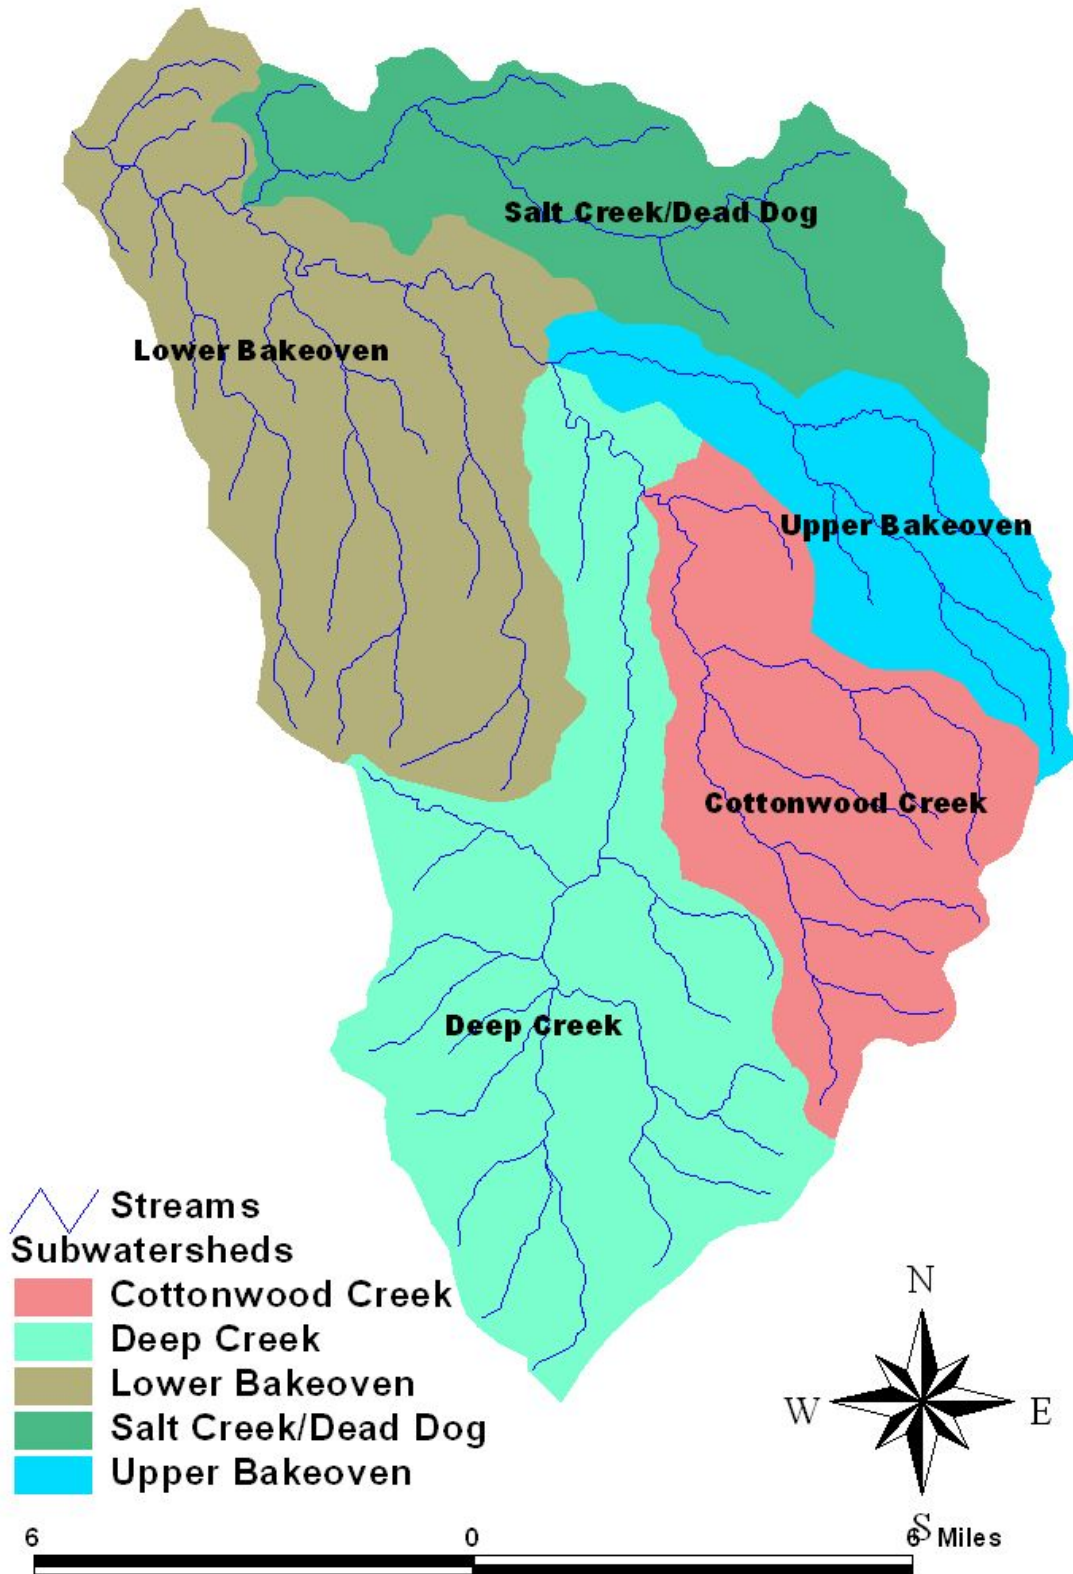 Salt Creek/Dead Dog
Lower Bakeoven
Upper Bakeoven
Cottonwood Creek
Deep Creek
Streams
Subwatersheds
Cottonwood Creek
Deep Creek
Lower Bakeoven
Salt Creek/Dead Dog
Upper Bakeoven
N
W
E
S
6 0 6 Miles